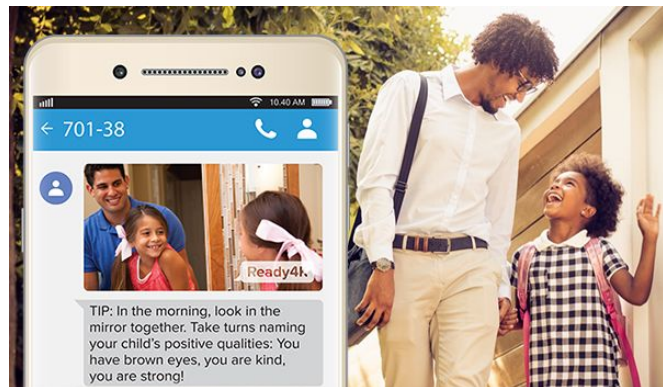 10.40 AM
← 701-38
Ready4K
TIP: In the morning, look in the
mirror together. Take turns naming
your child's positive qualities: You
have brown eyes, you are kind,
you are strong!